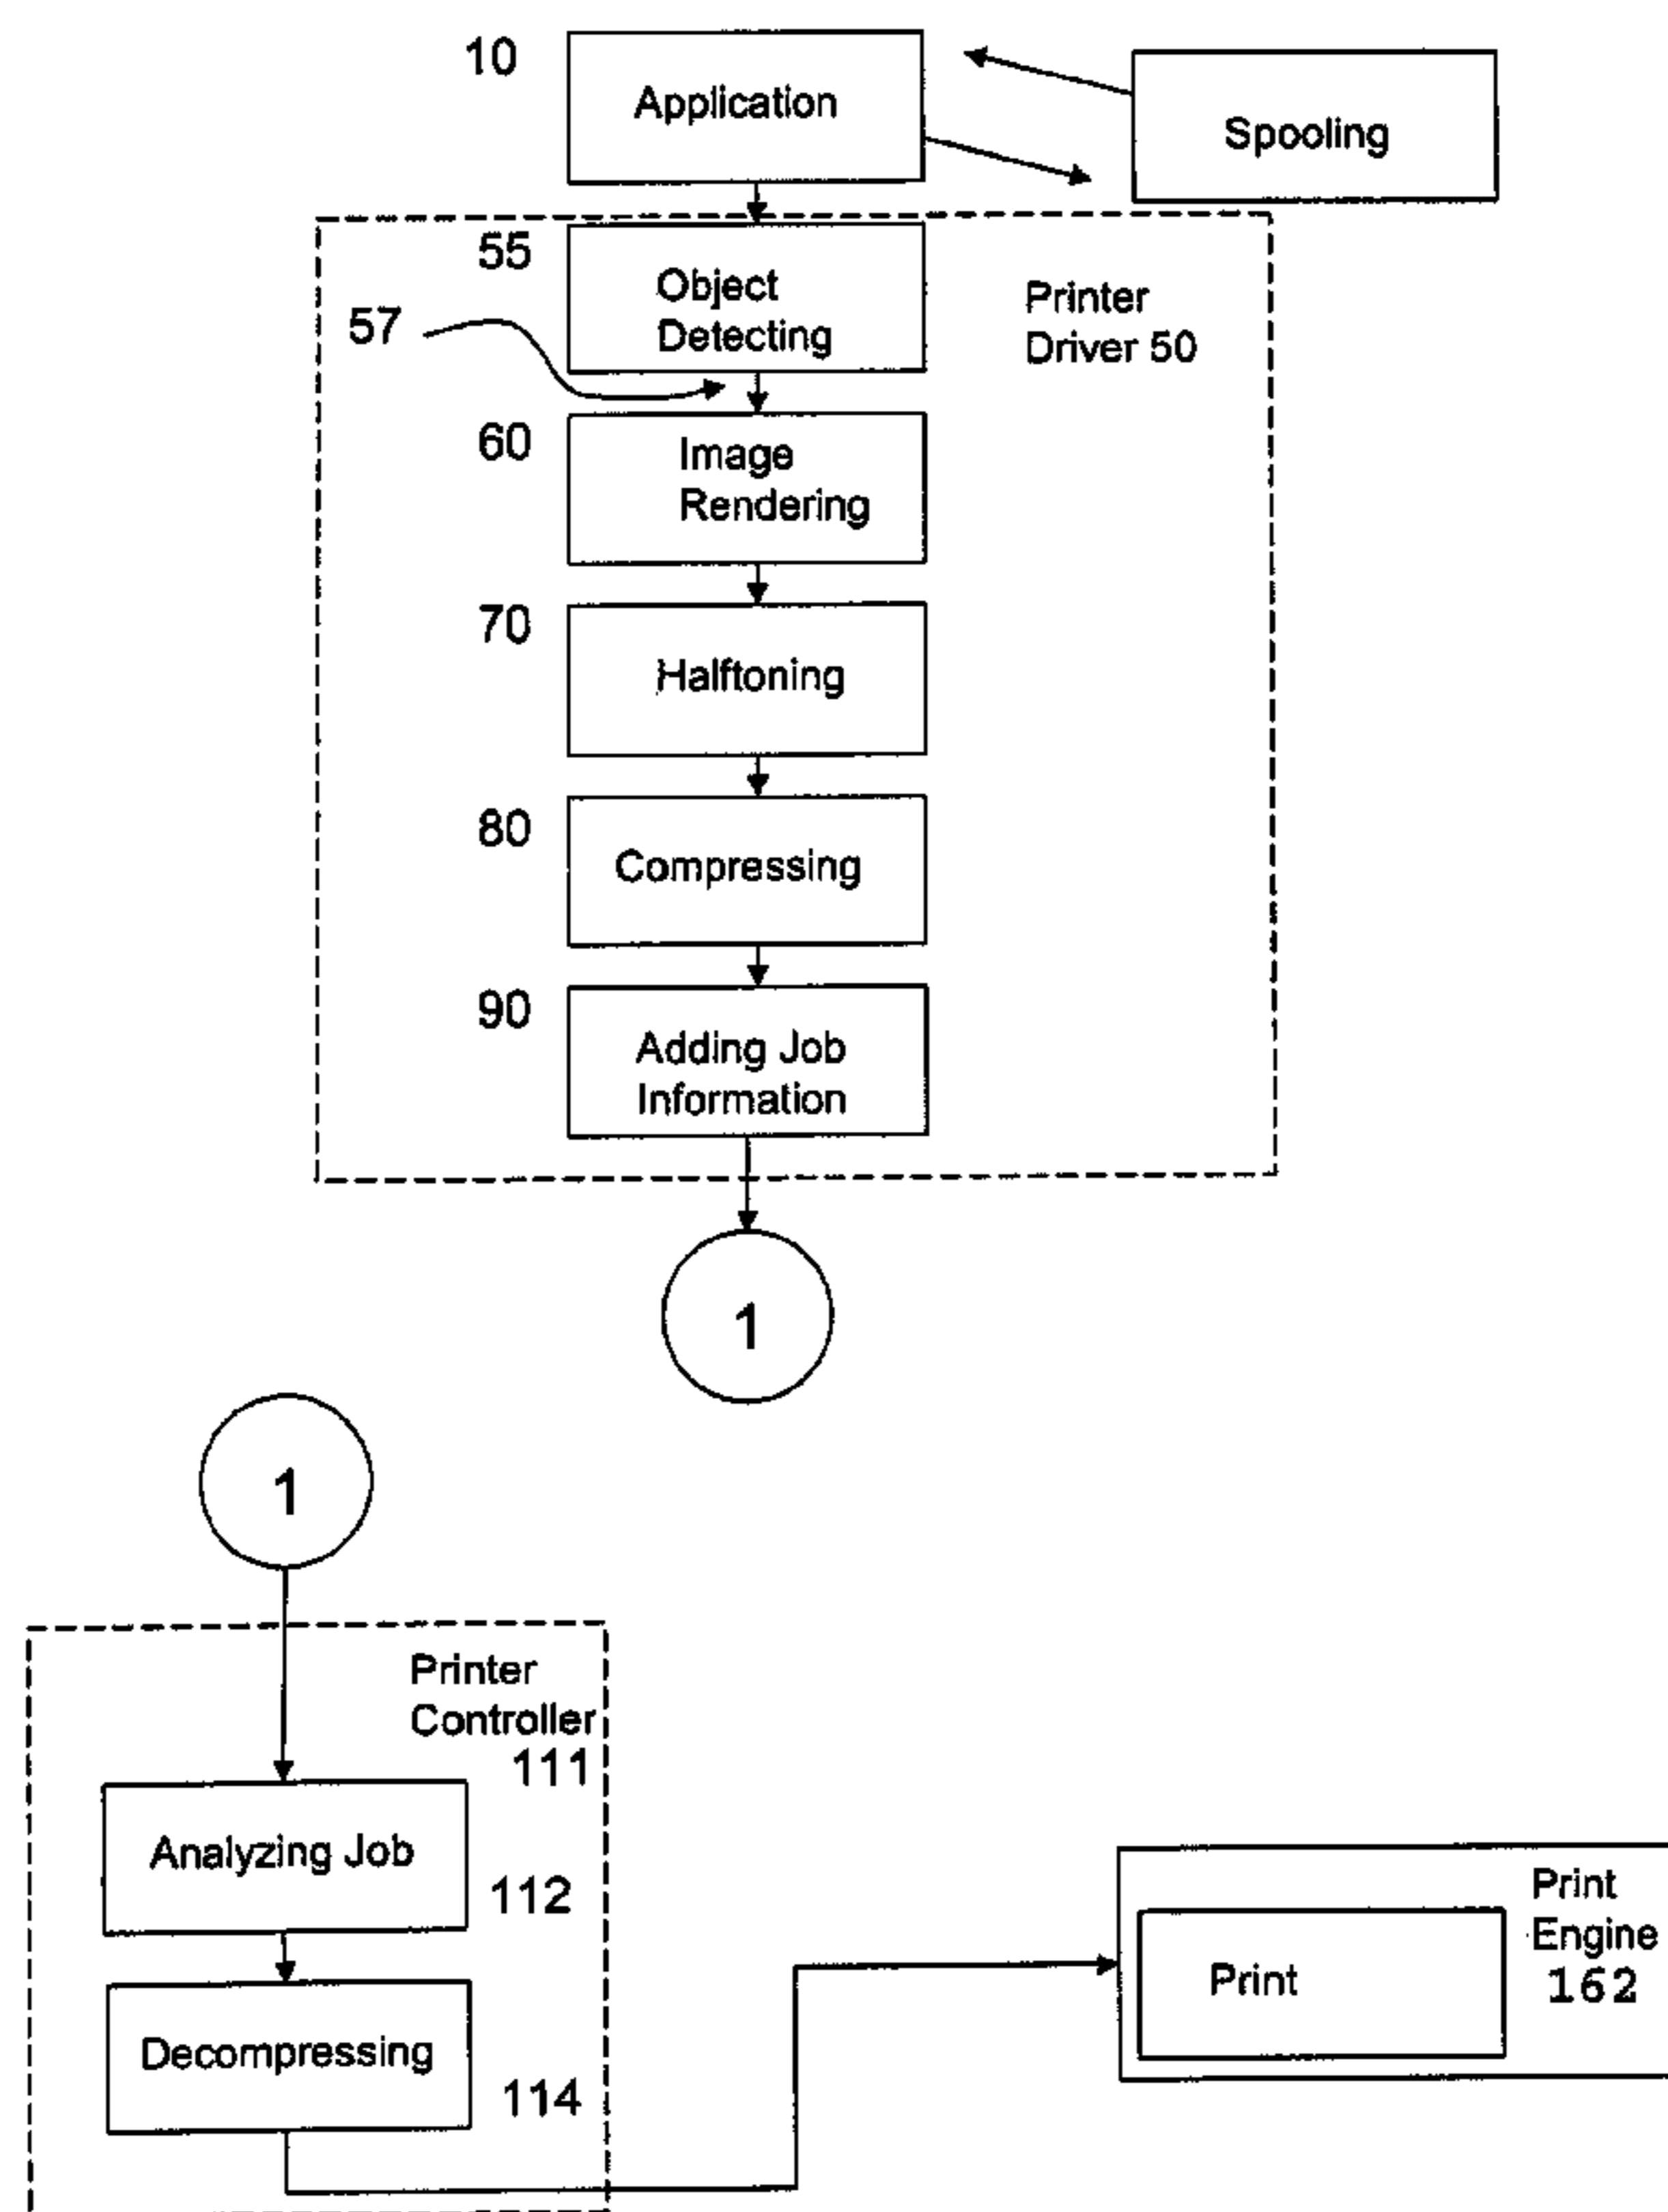 10
Application
Spooling
55
Object
Detecting
Printer
Driver 50
57
60
Image
Rendering
70
Halftoning
80
Compressing
90
Adding Job
Information
1
1
Printer
Controller
111
Analyzing Job
112
Decompressing
114
Print
Engine
162
Print